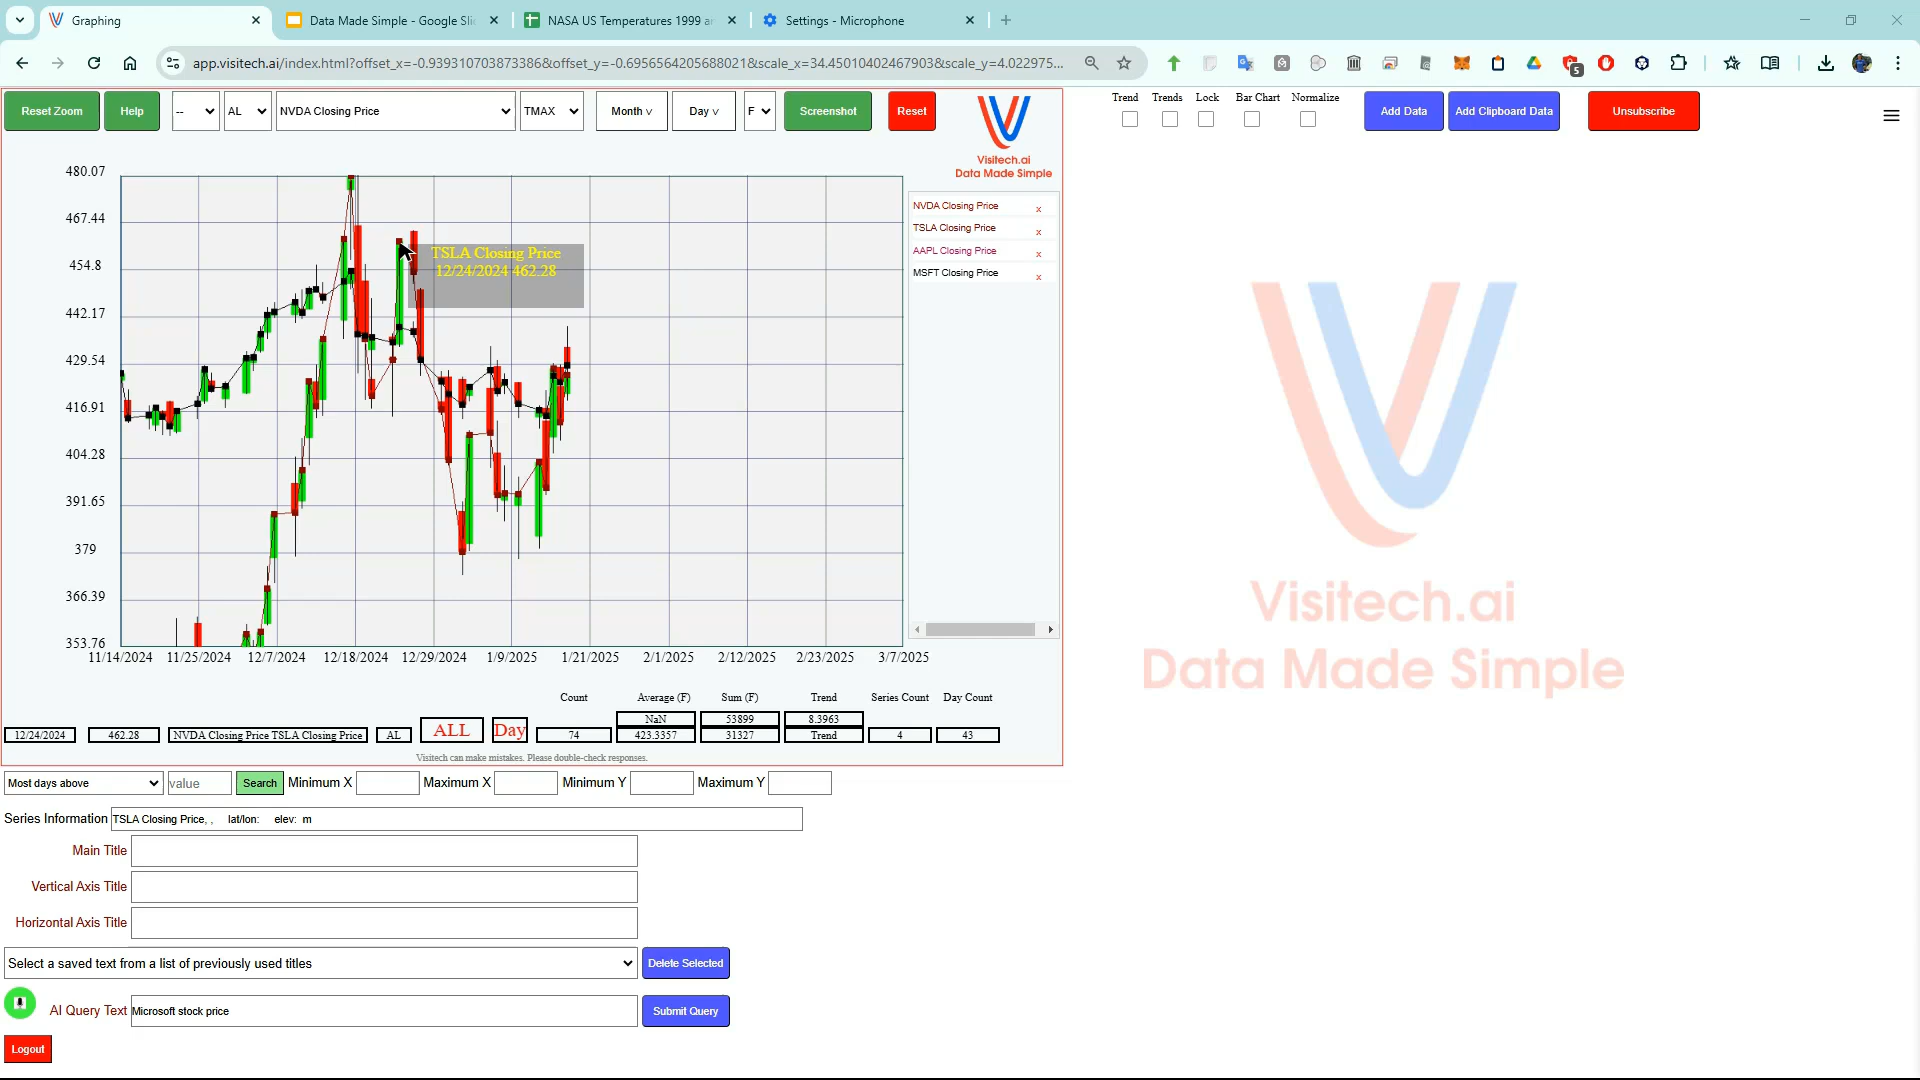 Graphing
Data Made Simple - Google Sli
NASA US Temperatures 1999 a
Settings - Microphone
app.visitech.ai/index.html?offset_x=-0.939310703873386&offset_y=-0.6956564205688021&scale_x=34.45010402467903&scale_y=4.022975...
5
Reset Zoom
Help
--
AL
NVDA Closing Price
TMAX
Month v
Day v
F
Screenshot
Reset
Trend
Trends
Lock
Bar Chart
Normalize
Add Data
Add Clipboard Data
Unsubscribe
Visitech.ai
Data Made Simple
480.07
467.44
454.8
442.17
429.54
416.91
404.28
391.65
379
366.39
353.76
TSLA Closing Price
12/24/2024 462.28
NVDA Closing Price x
TSLA Closing Price x
AAPL Closing Price x
MSFT Closing Price x
11/14/2024
11/25/2024
12/7/2024
12/18/2024
12/29/2024
1/9/2025
1/21/2025
2/1/2025
2/12/2025
2/23/2025
3/7/2025
Visitech.ai
Data Made Simple
Count
Average (F)
Sum (F)
Trend
Series Count
Day Count
NaN
53899
8.3963
12/24/2024
462.28
NVDA Closing Price TSLA Closing Price
AL
ALL
Day
74
423.3357
31327
Trend
4
43
Visitech can make mistakes. Please double-check responses.
Most days above
value
Search
Minimum X
Maximum X
Minimum Y
Maximum Y
Series Information
TSLA Closing Price, , lat/lon: elev: m
Main Title
Vertical Axis Title
Horizontal Axis Title
Select a saved text from a list of previously used titles
Delete Selected
AI Query Text
Microsoft stock price
Submit Query
Logout